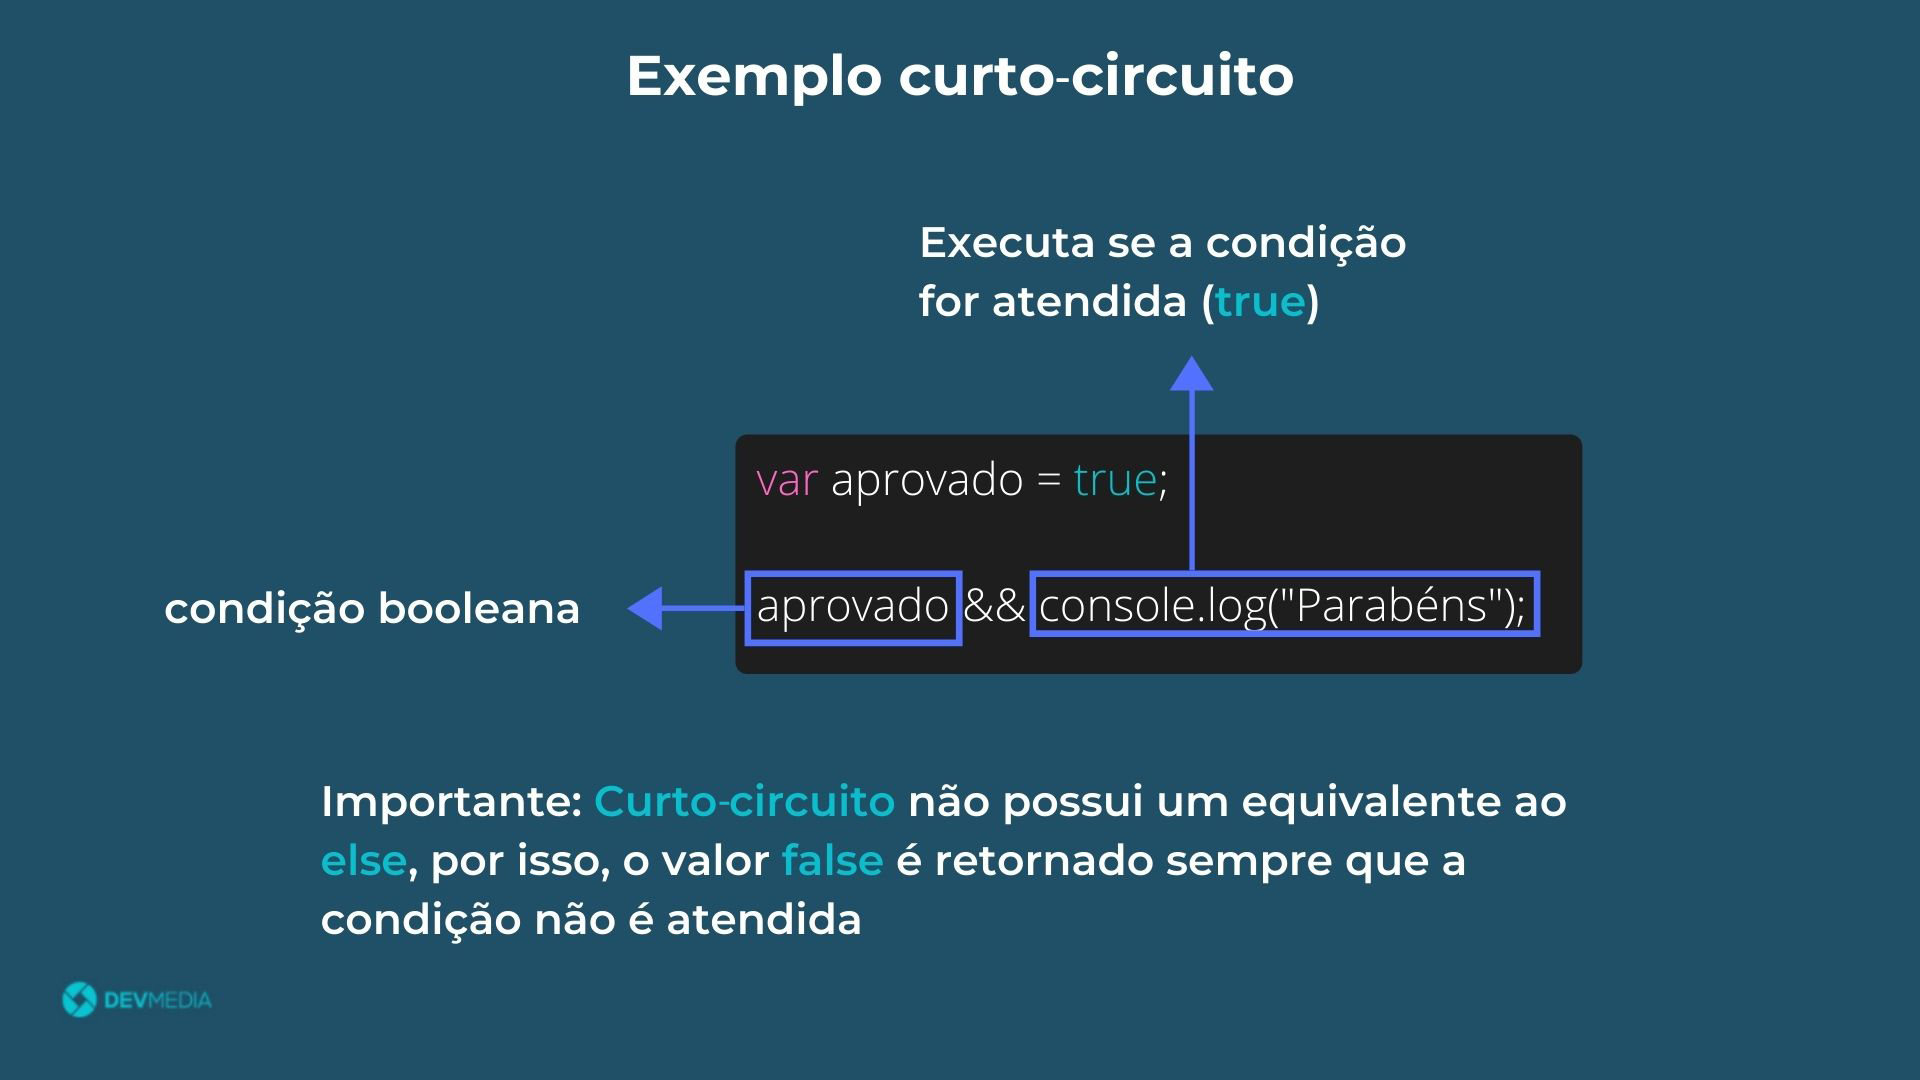 Exemplo curto-circuito
Executa se a condição
for atendida (true)
var aprovado = true;
condição booleana
aprovado && console.log("Parabéns");
Importante: Curto-circuito não possui um equivalente ao
else, por isso, o valor false é retornado sempre que a
condição não é atendida
DEVMEDIA